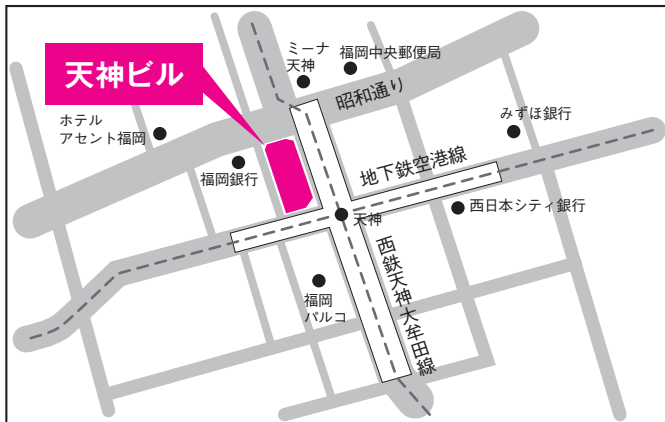 天神ビル
ミーナ
天神
福岡中央郵便局
昭和通り
みずほ銀行
ホテル
アセント福岡
福岡銀行
地下鉄空港線
天神
西日本シティ銀行
西鉄天神大牟田線
福岡
パルコ